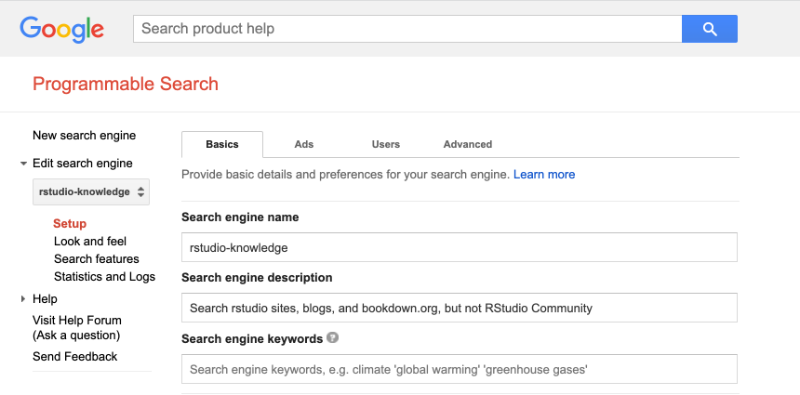 Google
Search product help
Programmable Search
New search engine
Edit search engine
rstudio-knowledge
Setup
Look and feel
Search features
Statistics and Logs
Help
Visit Help Forum
(Ask a question)
Send Feedback
Basics Ads Users Advanced
Provide basic details and preferences for your search engine. Learn more
Search engine name
rstudio-knowledge
Search engine description
Search rstudio sites, blogs, and bookdown.org, but not RStudio Community
Search engine keywords ?
Search engine keywords, e.g. climate 'global warming' 'greenhouse gases'